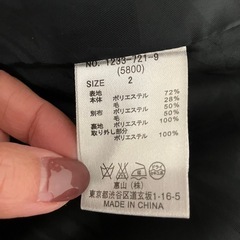 NO. 1233-721-9
(5800)
SIZE 2
表地 ポリエステル 72%
本体 毛 28%
別布 ポリエステル 50%
毛 50%
裏地 ポリエステル 100%
取り外し部分
ポリエステル 100%
裏山(株)
東京都渋谷区道玄坂1-16-5
MADE IN CHINA